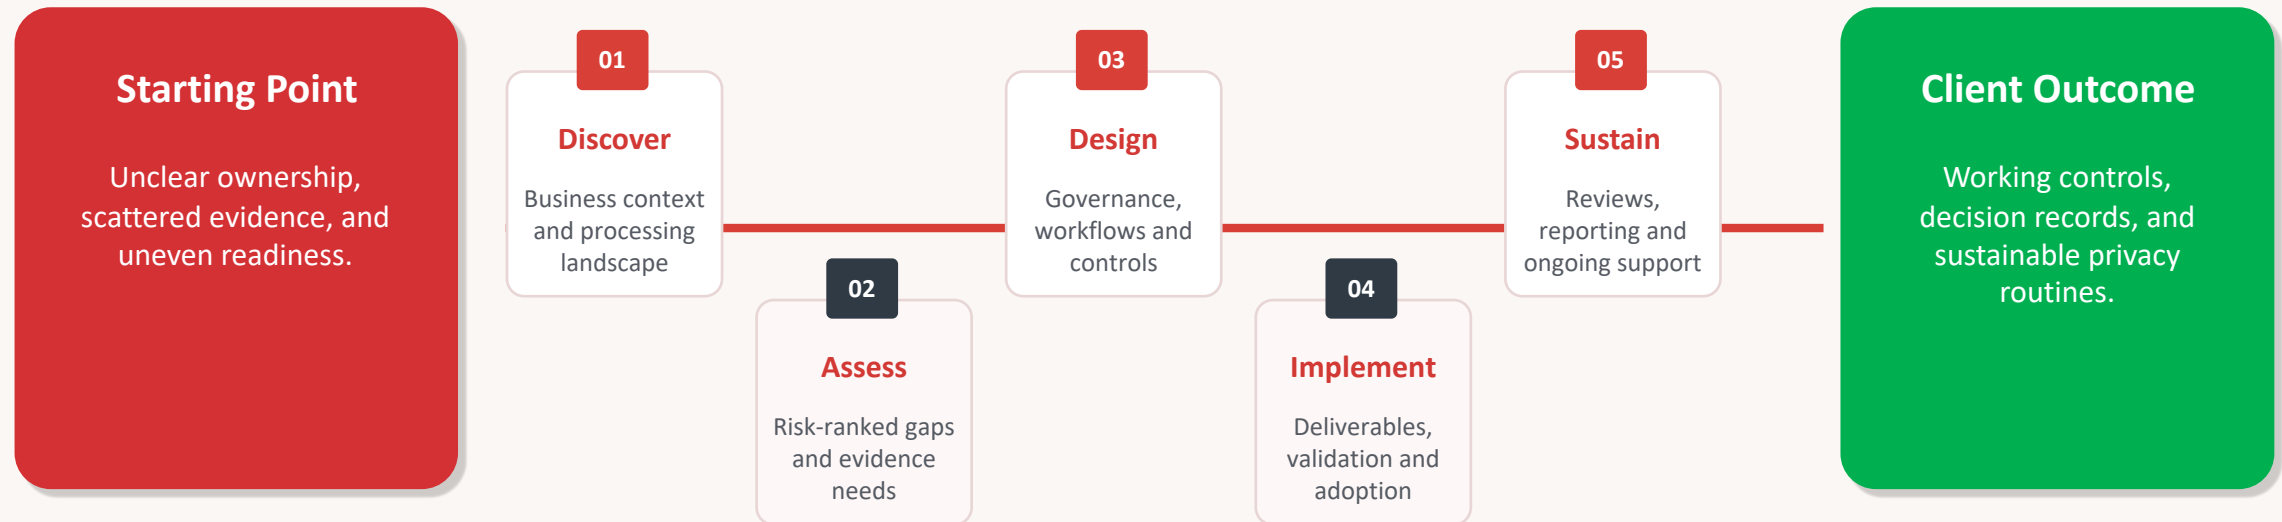 Starting Point
Unclear ownership,
scattered evidence, and
uneven readiness.
01
Discover
Business context
and processing
landscape
02
Assess
Risk-ranked gaps
and evidence
needs
03
Design
Governance,
workflows and
controls
04
Implement
Deliverables,
validation and
adoption
05
Sustain
Reviews,
reporting and
ongoing support
Client Outcome
Working controls,
decision records, and
sustainable privacy
routines.